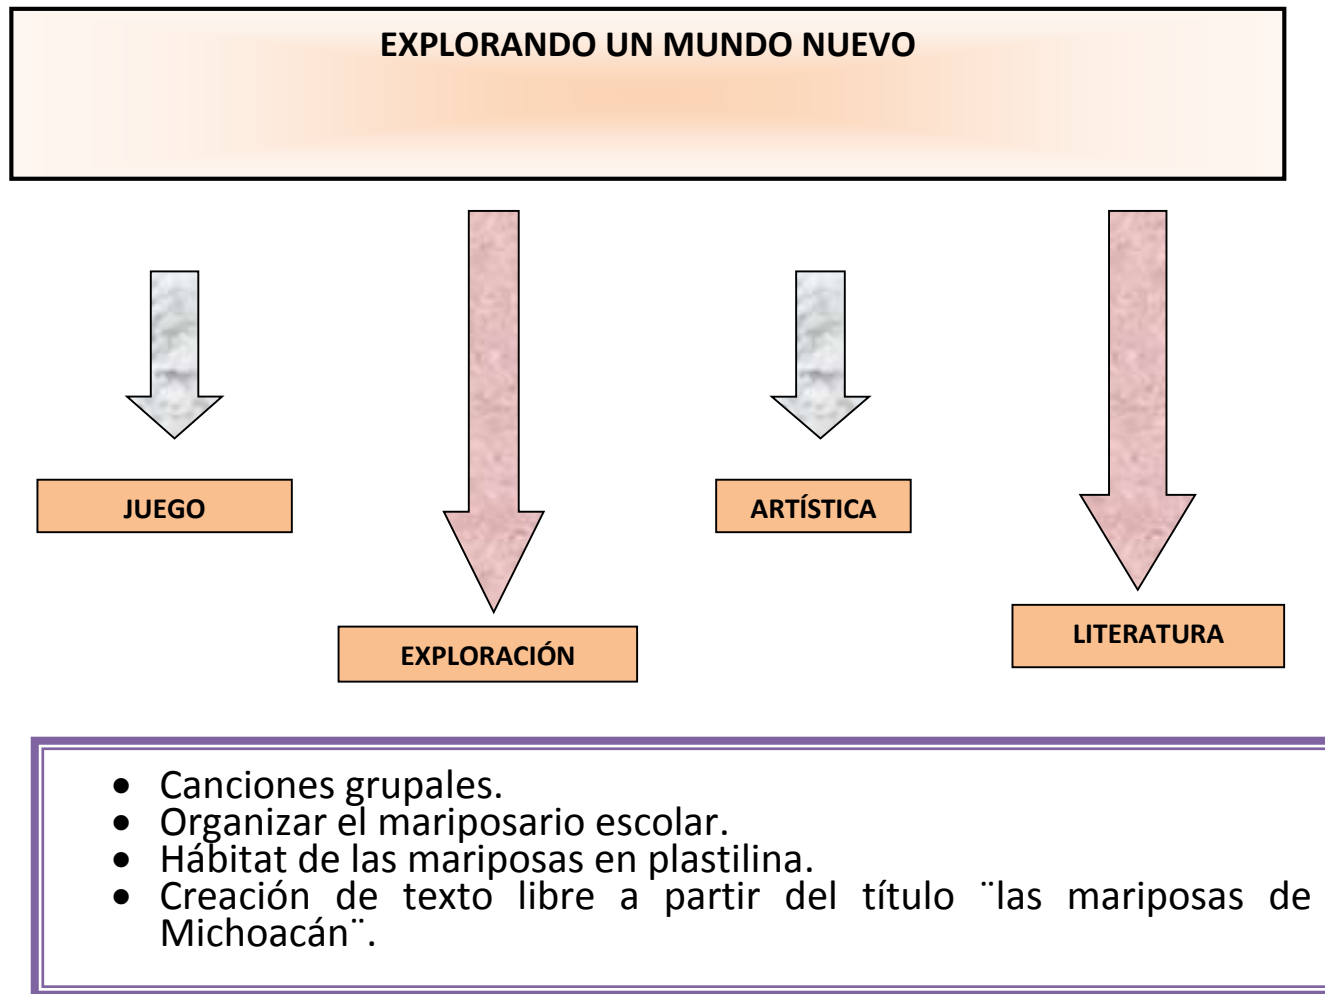 EXPLORANDO UN MUNDO NUEVO
JUEGO
ARTÍSTICA
EXPLORACIÓN
LITERATURA
• Canciones grupales.
• Organizar el mariposario escolar.
• Hábitat de las mariposas en plastilina.
• Creación de texto libre a partir del título ¨las mariposas de
Michoacán¨.